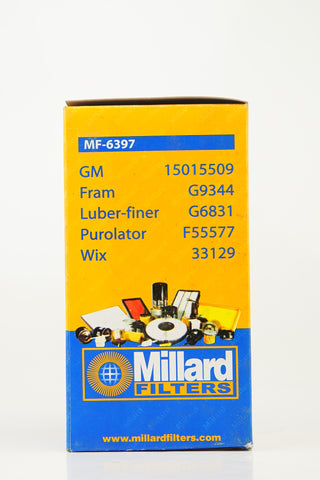 MF-6397
GM 15015509
Fram G9344
Luber-finer G6831
Purolator F55577
Wix 33129
Millard
FILTERS
www.millardfilters.com